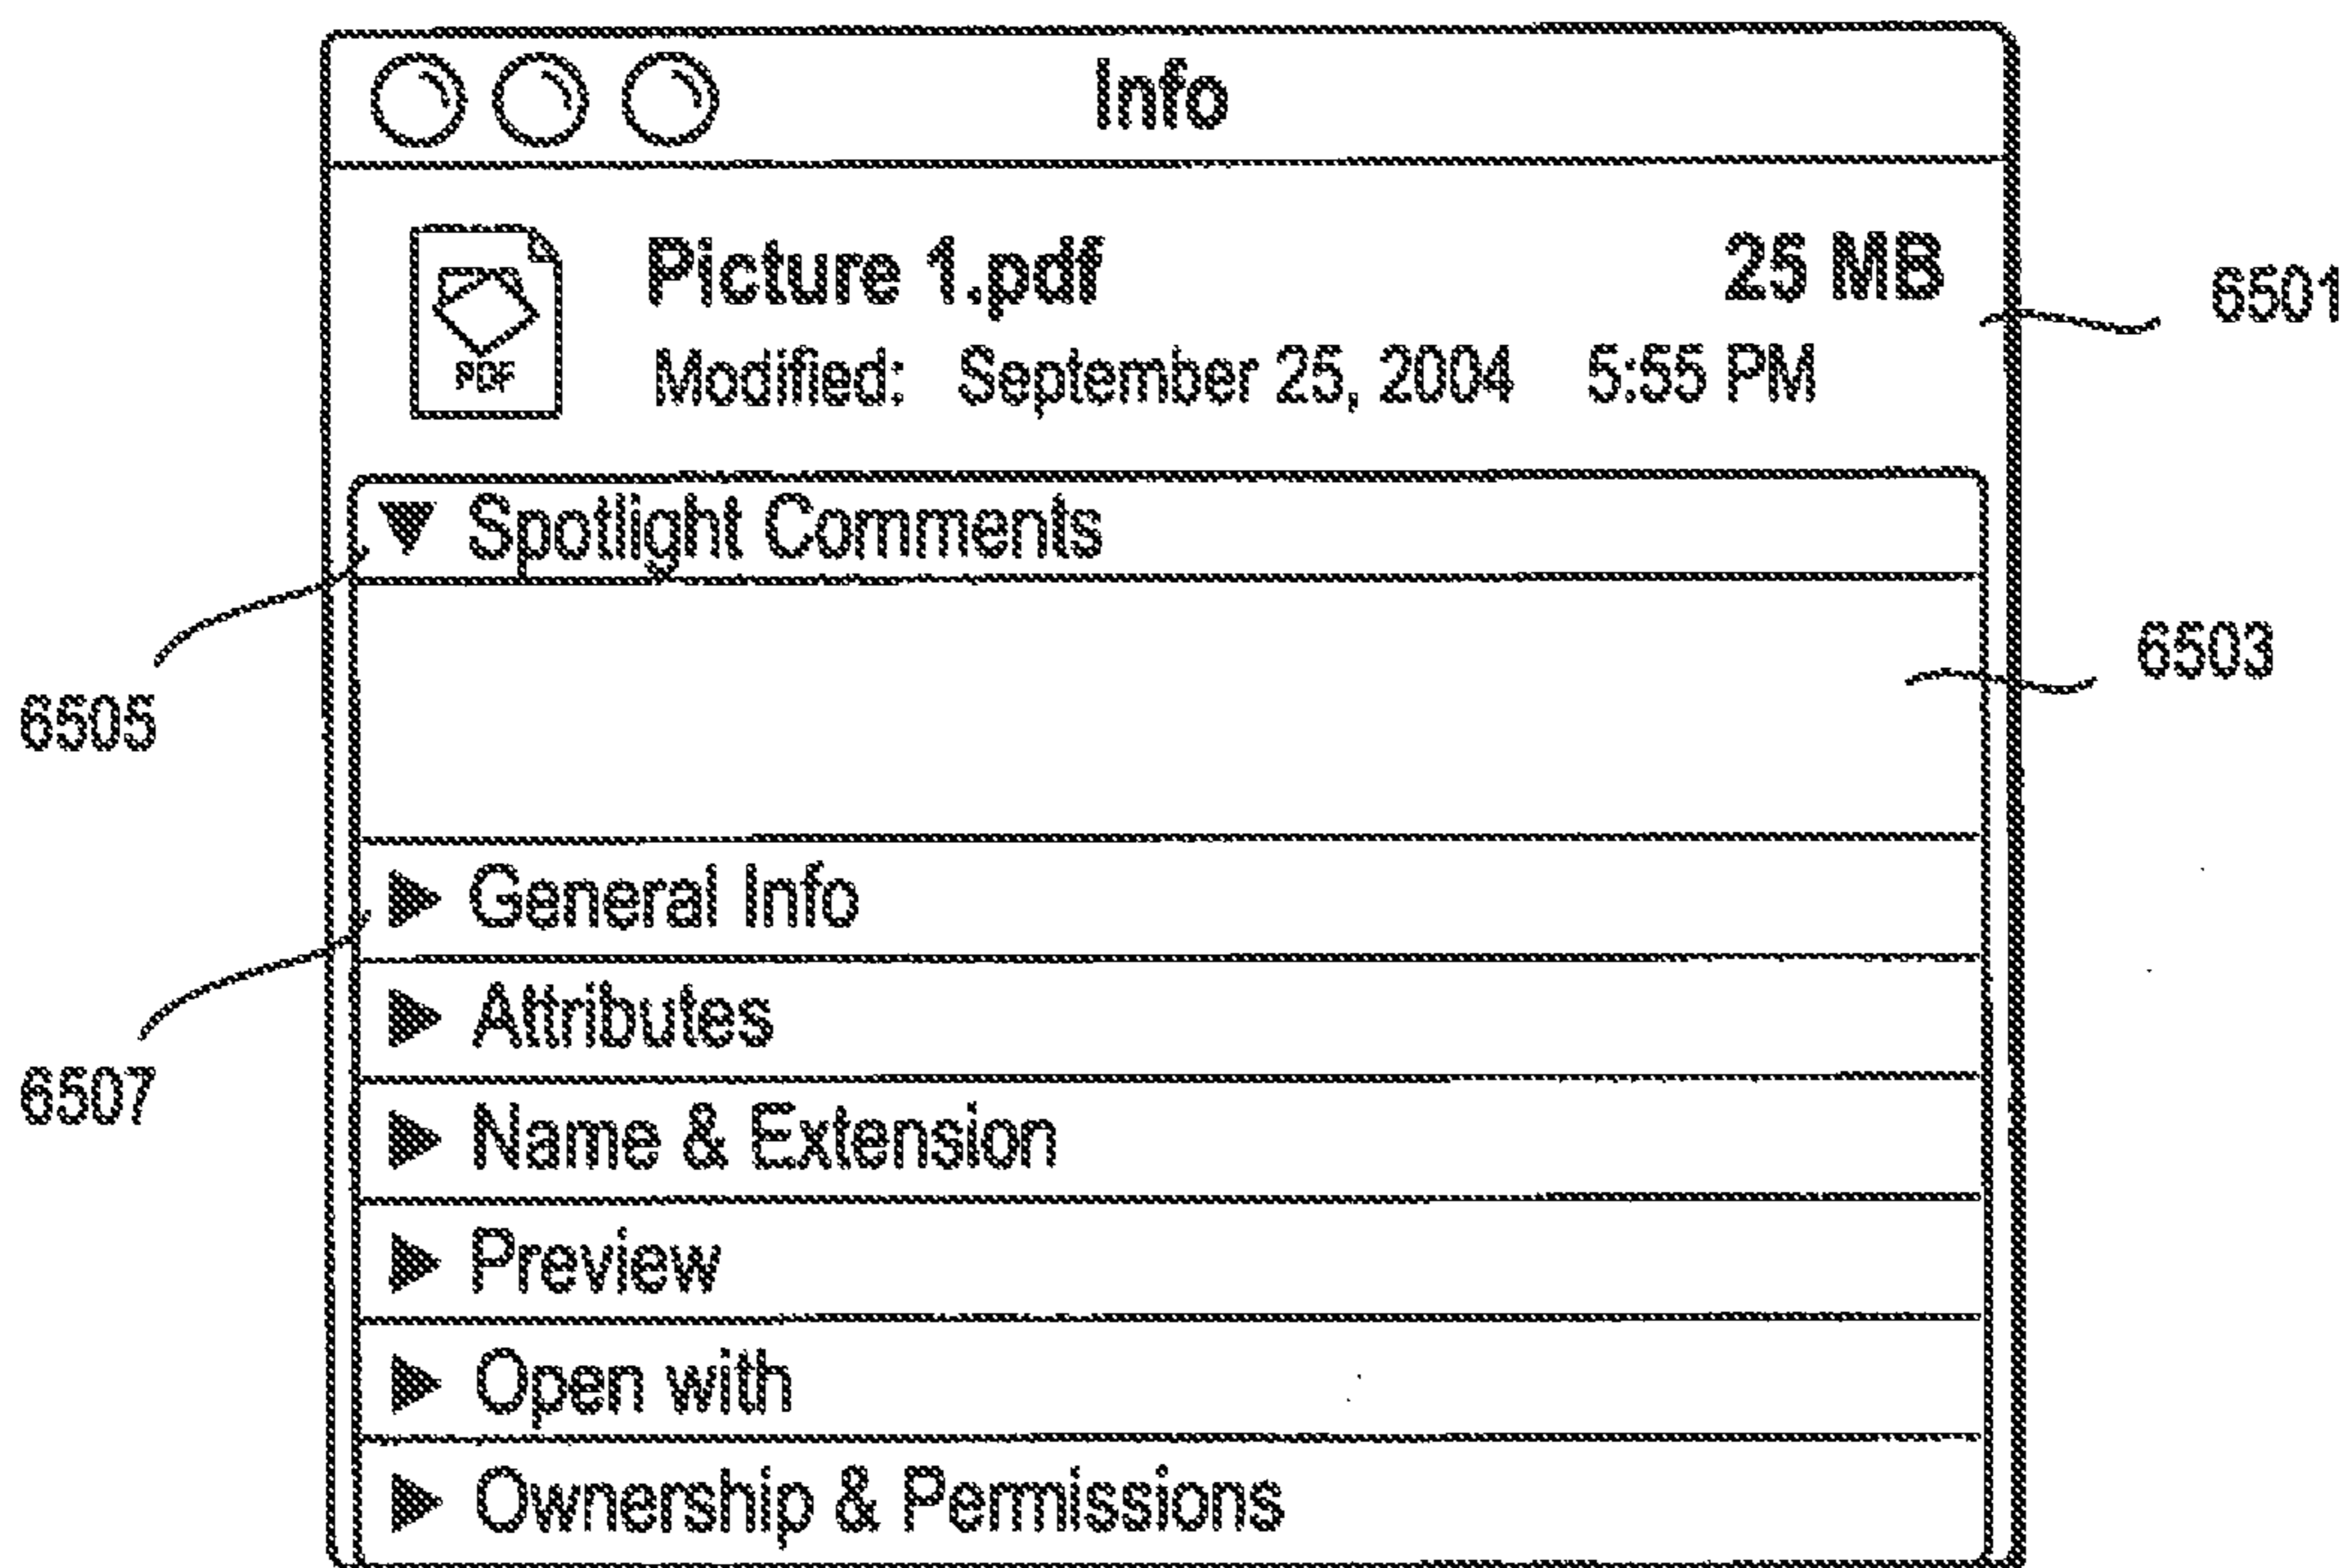 Info
Picture 1.pdf 25 MB
6501
PDF
Modified: September 25, 2004 5:55 PM
Spotlight Comments
6503
6505
General Info
Attributes
6507
Name & Extension
Preview
Open with
Ownership & Permissions